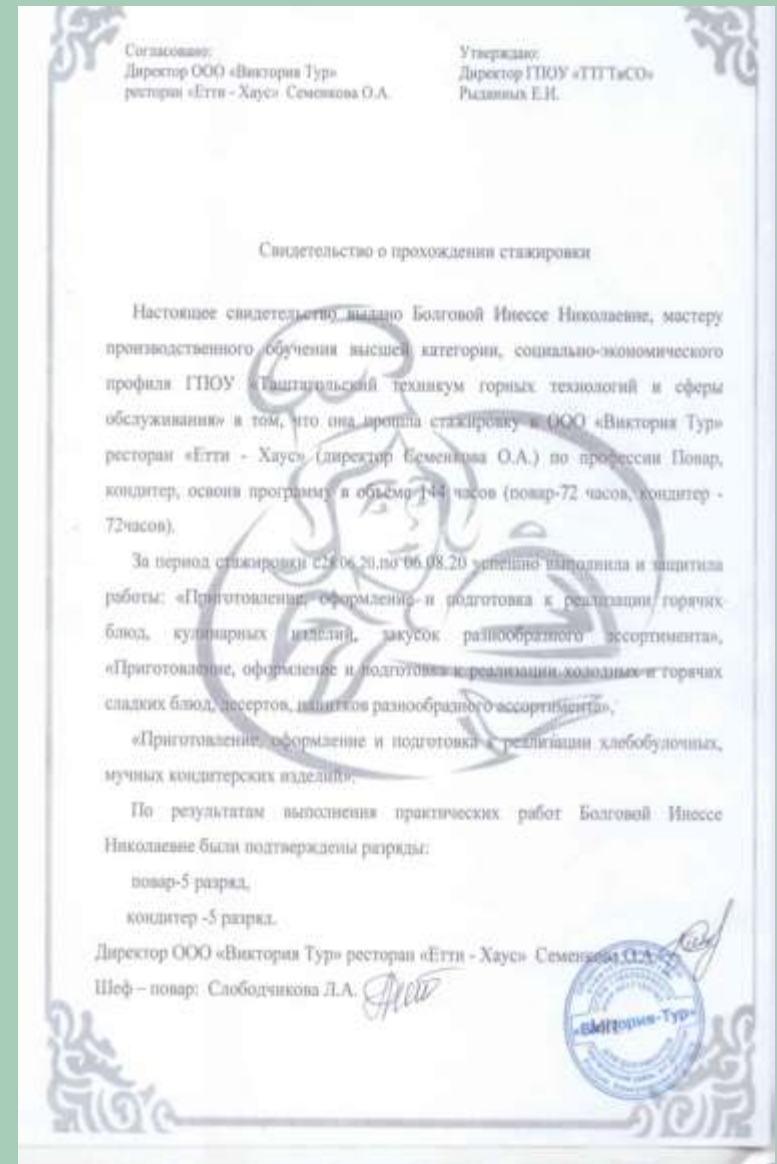 Согласовано:
Директор ООО «Виктория Тур»
ресторан «Етти - Хаус» Семенкова О.А.
Утверждаю:
Директор ГПОУ «ТТГТиСО»
Рыданных Е.И.
Свидетельство о прохождении стажировки
Настоящее свидетельство выдано Болговой Инессе Николаевне, мастеру
производственного обучения высшей категории, социально-экономического
профиля ГПОУ «Таштагольский техникум горных технологий и сферы
обслуживания» в том, что она прошла стажировку в ООО «Виктория Тур»
ресторан «Етти - Хаус» (директор Семенкова О.А.) по профессии Повар,
кондитер, освоив программу в объёме 144 часов (повар-72 часов, кондитер -
72часов).
За период стажировки с28.06.20.по 06.08.20 успешно выполнила и защитила
работы: «Приготовление, оформление и подготовка к реализации горячих
блюд, кулинарных изделий, закусок разнообразного ассортимента»,
«Приготовление, оформление и подготовка к реализации холодных и горячих
сладких блюд, десертов, напитков разнообразного ассортимента»,
«Приготовление, оформление и подготовка к реализации хлебобулочных,
мучных кондитерских изделий».
По результатам выполнения практических работ Болговой Инессе
Николаевне были подтверждены разряды:
повар-5 разряд,
кондитер -5 разряд.
Директор ООО «Виктория Тур» ресторан «Етти - Хаус» Семенкова О.А.
Шеф – повар: Слободчикова Л.А.
«Виктория-Тур»